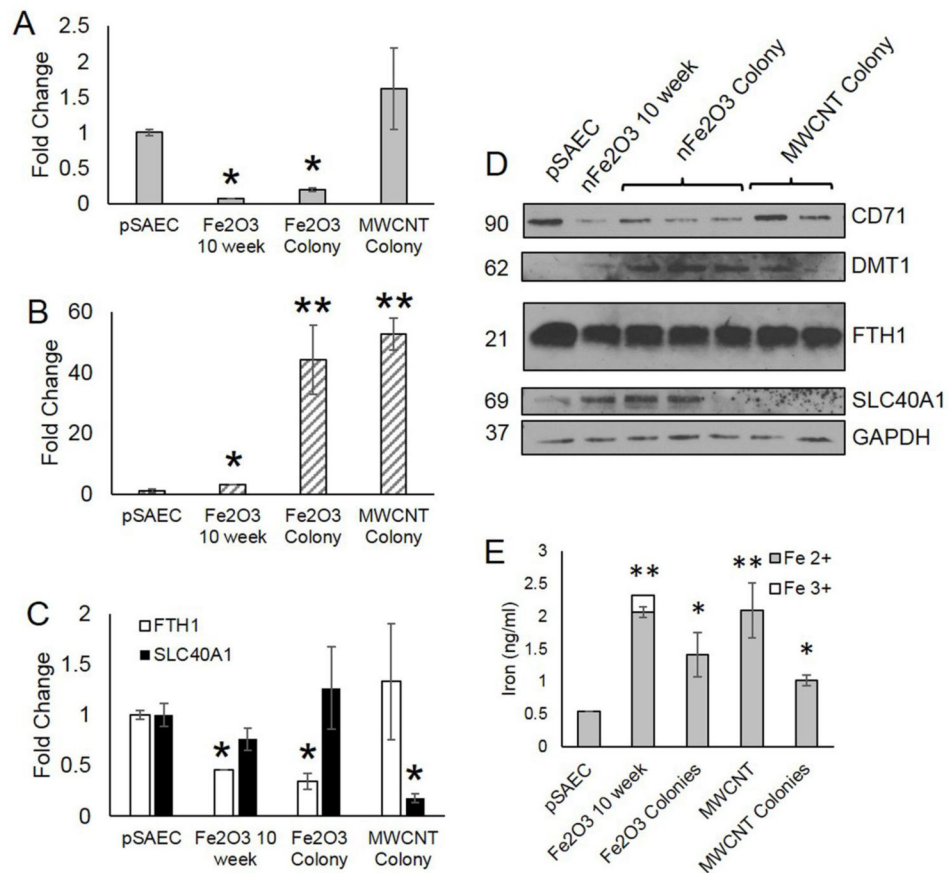 A
Fold Change
2.5
2
1.5
1
0.5
0
*
*
pSAEC
Fe2O3
10 week
Fe2O3
Colony
MWCNT
Colony
B
Fold Change
60
40
20
0
*
**
**
pSAEC
Fe2O3
10 week
Fe2O3
Colony
MWCNT
Colony
C
Fold Change
2
1.5
1
0.5
0
FTH1
SLC40A1
*
*
*
pSAEC
Fe2O3 10
week
Fe2O3
Colony
MWCNT
Colony
D
pSAEC
nFe2O3 10 week
nFe2O3 Colony
MWCNT Colony
90
CD71
62
DMT1
21
FTH1
69
SLC40A1
37
GAPDH
E
Iron (ng/ml)
3
2.5
2
1.5
1
0.5
0
Fe 2+
Fe 3+
**
*
**
*
pSAEC
Fe2O3 10 week
Fe2O3 Colonies
MWCNT
MWCNT Colonies